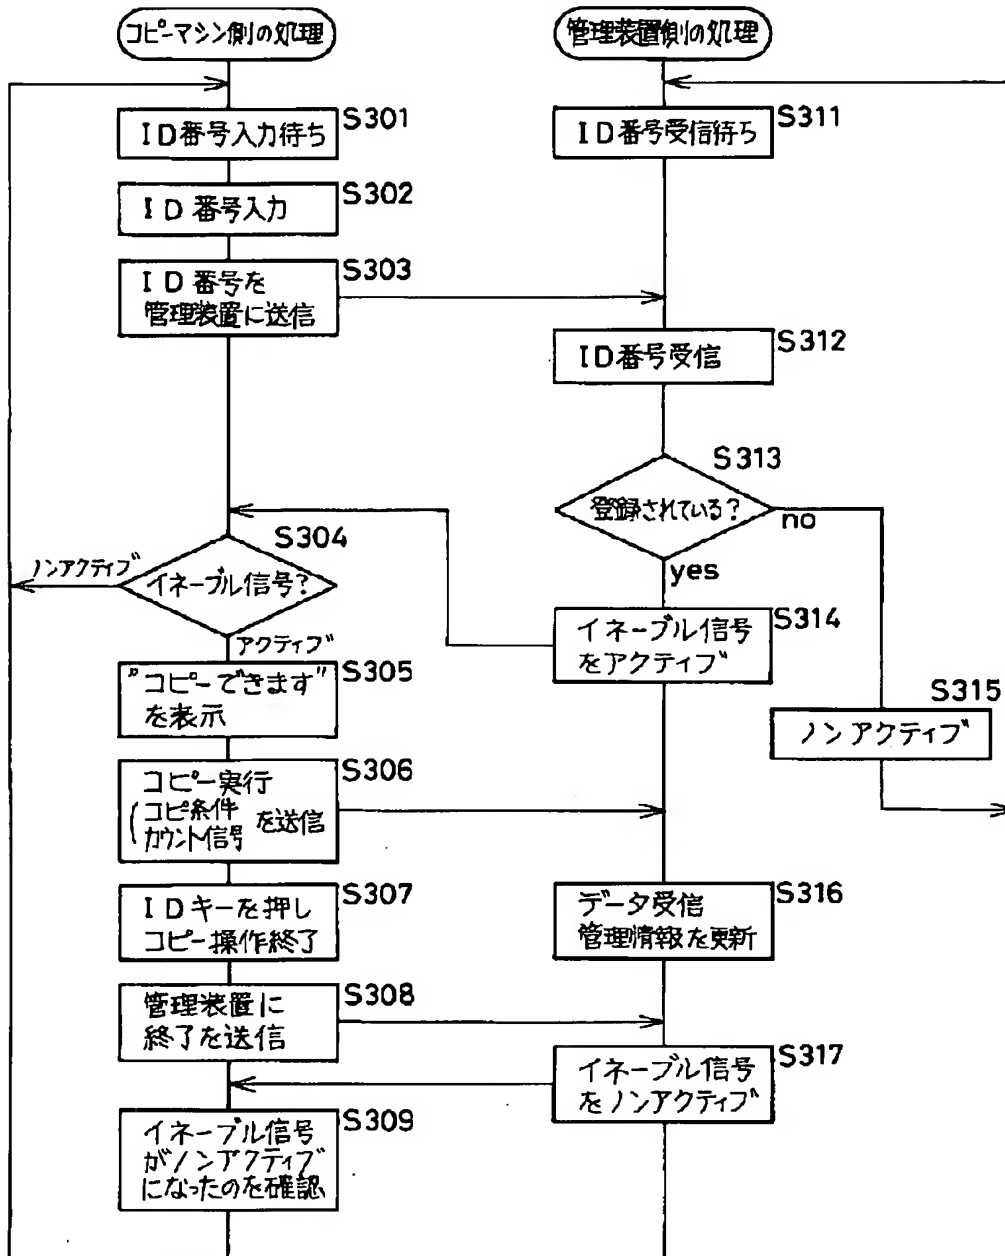 コピーマシン側の処理
管理装置側の処理
ID番号入力待ち
S301
ID番号受信待ち
S311
ID番号入力
S302
ID番号を
管理装置に送信
S303
ID番号受信
S312
登録されている?
S313
no
yes
イネーブル信号?
S304
ノンアクティブ
アクティブ
イネーブル信号
をアクティブ
S314
"コピーできます"
を表示
S305
ノンアクティブ
S315
コピー実行
(コピ条件
カウント信号 を送信
S306
IDキーを押し
コピー操作終了
S307
データ受信
管理情報を更新
S316
管理装置に
終了を送信
S308
イネーブル信号
をノンアクティブ
S317
イネーブル信号
がノンアクティブ
になったのを確認
S309